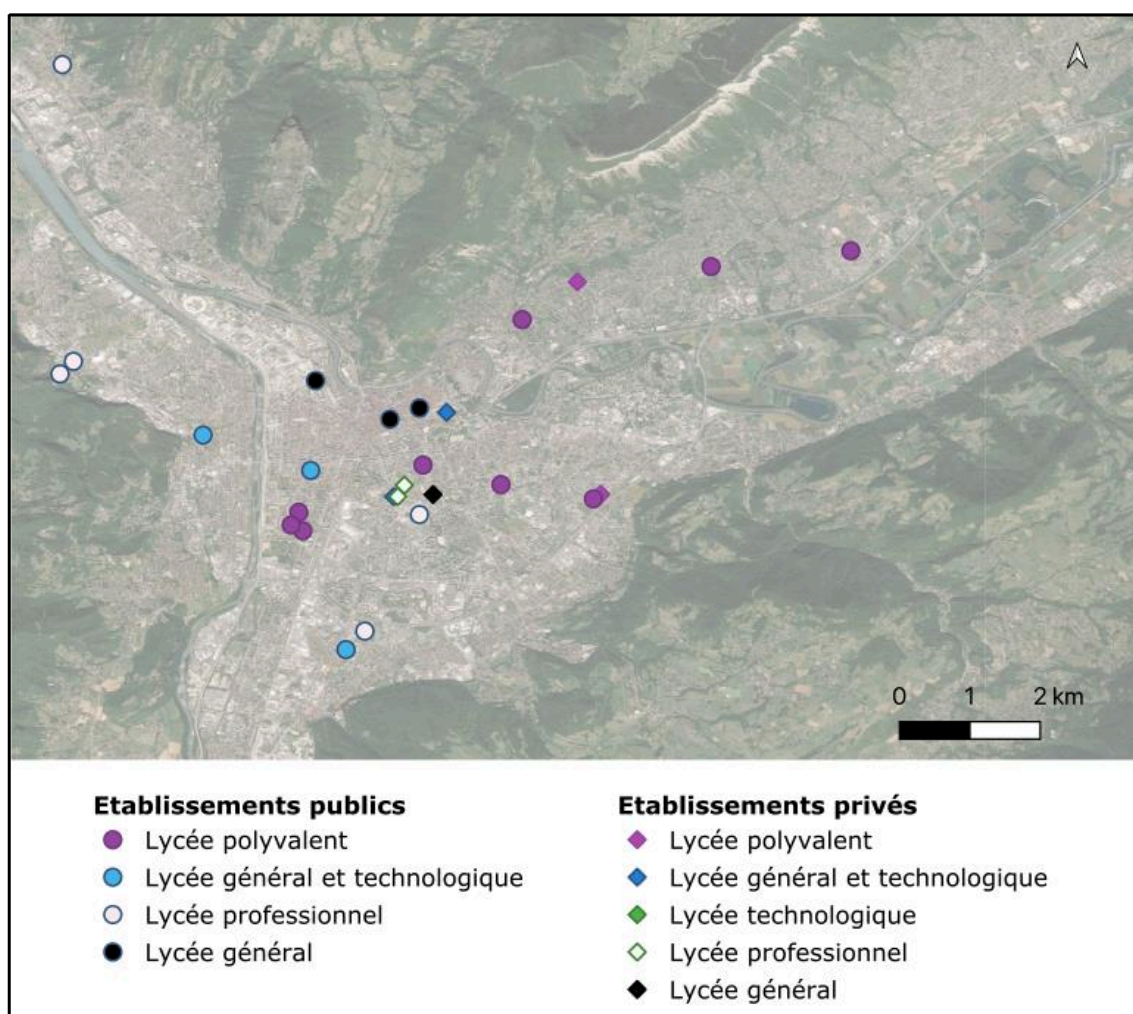 0 1 2 km
Etablissements publics
Lycée polyvalent
Lycée général et technologique
Lycée professionnel
Lycée général
Etablissements privés
Lycée polyvalent
Lycée général et technologique
Lycée technologique
Lycée professionnel
Lycée général